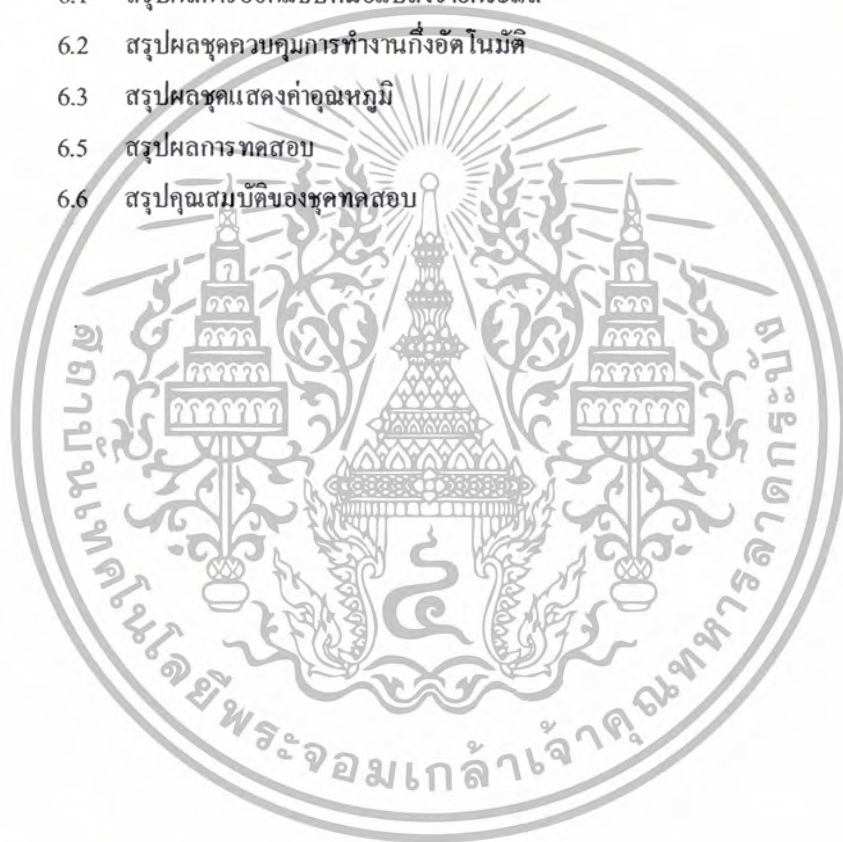 6.2 สรุปผลชุดควบคุมการทำงานกึ่งอัตโนมัติ
6.3 สรุปผลชุดแสดงค่าอุณหภูมิ
6.5 สรุปผลการทดสอบ
6.6 สรุปคุณสมบัติของชุดทดสอบ
สถาบันเทคโนโลยีพระจอมเกล้าเจ้าคุณทหารลาดกระบัง